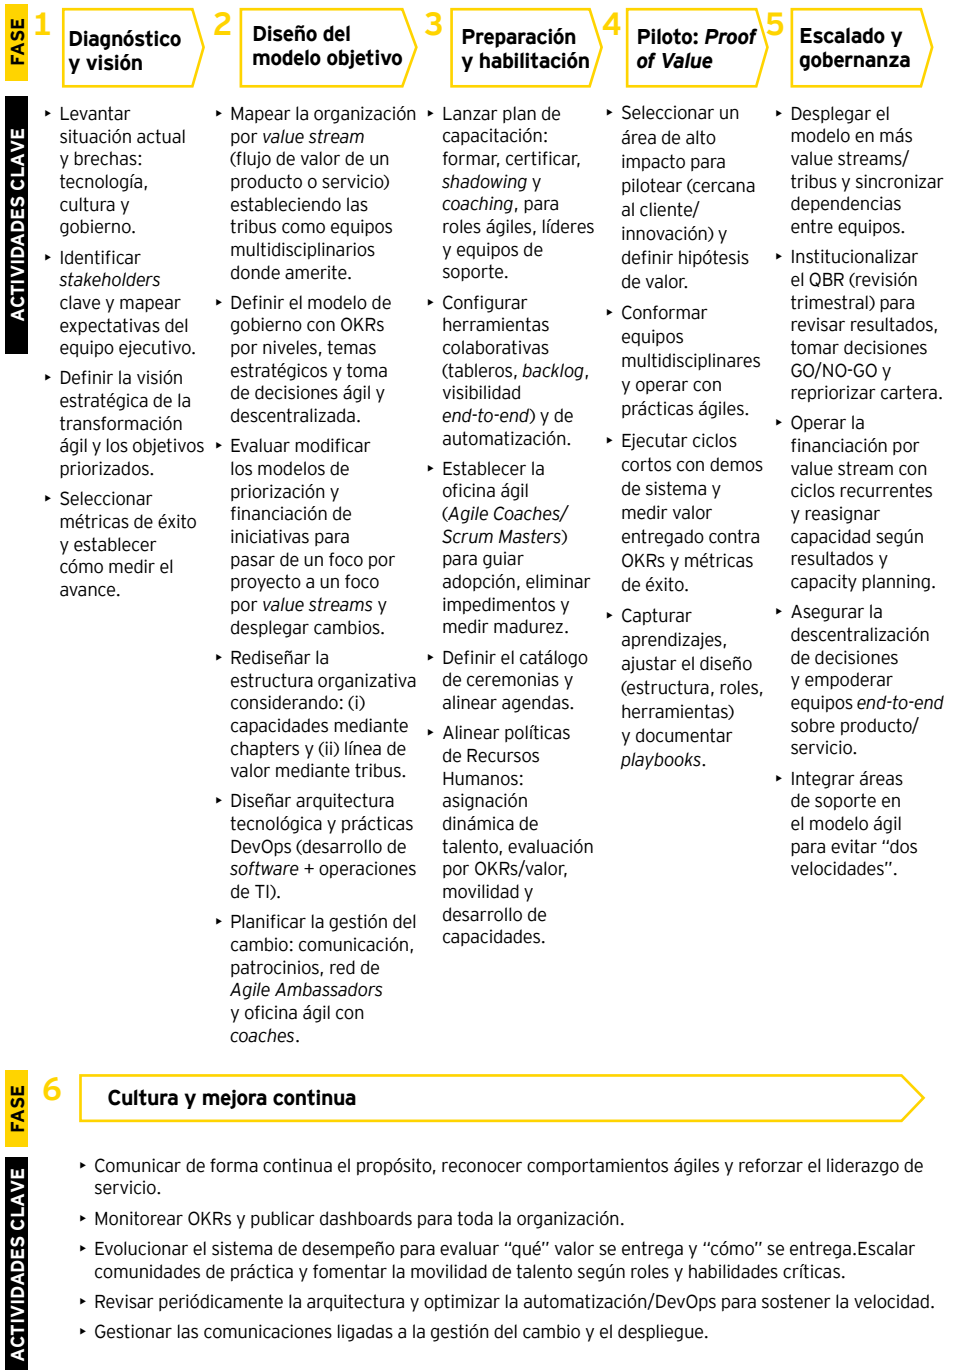 FASE
1
Diagnóstico
y visión
2
Diseño del
modelo objetivo
3
Preparación
y habilitación
4
Piloto: Proof
of Value
5
Escalado y
gobernanza
ACTIVIDADES CLAVE
‣ Levantar
situación actual
y brechas:
tecnología,
cultura y
gobierno.
‣ Identificar
stakeholders
clave y mapear
expectativas del
equipo ejecutivo.
‣ Definir la visión
estratégica de la
transformación
ágil y los objetivos
priorizados.
‣ Seleccionar
métricas de éxito
y establecer
cómo medir el
avance.
‣ Mapear la organización
por value stream
(flujo de valor de un
producto o servicio)
estableciendo las
tribus como equipos
multidisciplinarios
donde amerite.
‣ Definir el modelo de
gobierno con OKRs
por niveles, temas
estratégicos y toma
de decisiones ágil y
descentralizada.
‣ Evaluar modificar
los modelos de
priorización y
financiación de
iniciativas para
pasar de un foco por
proyecto a un foco
por value streams y
desplegar cambios.
‣ Rediseñar la
estructura organizativa
considerando: (i)
capacidades mediante
chapters y (ii) línea de
valor mediante tribus.
‣ Diseñar arquitectura
tecnológica y prácticas
DevOps (desarrollo de
software + operaciones
de TI).
‣ Planificar la gestión del
cambio: comunicación,
patrocinios, red de
Agile Ambassadors
y oficina ágil con
coaches.
‣ Lanzar plan de
capacitación:
formar, certificar,
shadowing y
coaching, para
roles ágiles, líderes
y equipos de
soporte.
‣ Configurar
herramientas
colaborativas
(tableros, backlog,
visibilidad
end-to-end) y de
automatización.
‣ Establecer la
oficina ágil
(Agile Coaches/
Scrum Masters)
para guiar
adopción, eliminar
impedimentos y
medir madurez.
‣ Definir el catálogo
de ceremonias y
alinear agendas.
‣ Alinear políticas
de Recursos
Humanos:
asignación
dinámica de
talento, evaluación
por OKRs/valor,
movilidad y
desarrollo de
capacidades.
‣ Seleccionar un
área de alto
impacto para
pilotear (cercana
al cliente/
innovación) y
definir hipótesis
de valor.
‣ Conformar
equipos
multidisciplinares
y operar con
prácticas ágiles.
‣ Ejecutar ciclos
cortos con demos
de sistema y
medir valor
entregado contra
OKRs y métricas
de éxito.
‣ Capturar
aprendizajes,
ajustar el diseño
(estructura, roles,
herramientas)
y documentar
playbooks.
‣ Desplegar el
modelo en más
value streams/
tribus y sincronizar
dependencias
entre equipos.
‣ Institucionalizar
el QBR (revisión
trimestral) para
revisar resultados,
tomar decisiones
GO/NO-GO y
repriorizar cartera.
‣ Operar la
financiación por
value stream con
ciclos recurrentes
y reasignar
capacidad según
resultados y
capacity planning.
‣ Asegurar la
descentralización
de decisiones
y empoderar
equipos end-to-end
sobre producto/
servicio.
‣ Integrar áreas
de soporte en
el modelo ágil
para evitar “dos
velocidades”.
FASE
6
Cultura y mejora continua
ACTIVIDADES CLAVE
‣ Comunicar de forma continua el propósito, reconocer comportamientos ágiles y reforzar el liderazgo de
servicio.
‣ Monitorear OKRs y publicar dashboards para toda la organización.
‣ Evolucionar el sistema de desempeño para evaluar “qué” valor se entrega y “cómo” se entrega.Escalar
comunidades de práctica y fomentar la movilidad de talento según roles y habilidades críticas.
‣ Revisar periódicamente la arquitectura y optimizar la automatización/DevOps para sostener la velocidad.
‣ Gestionar las comunicaciones ligadas a la gestión del cambio y el despliegue.